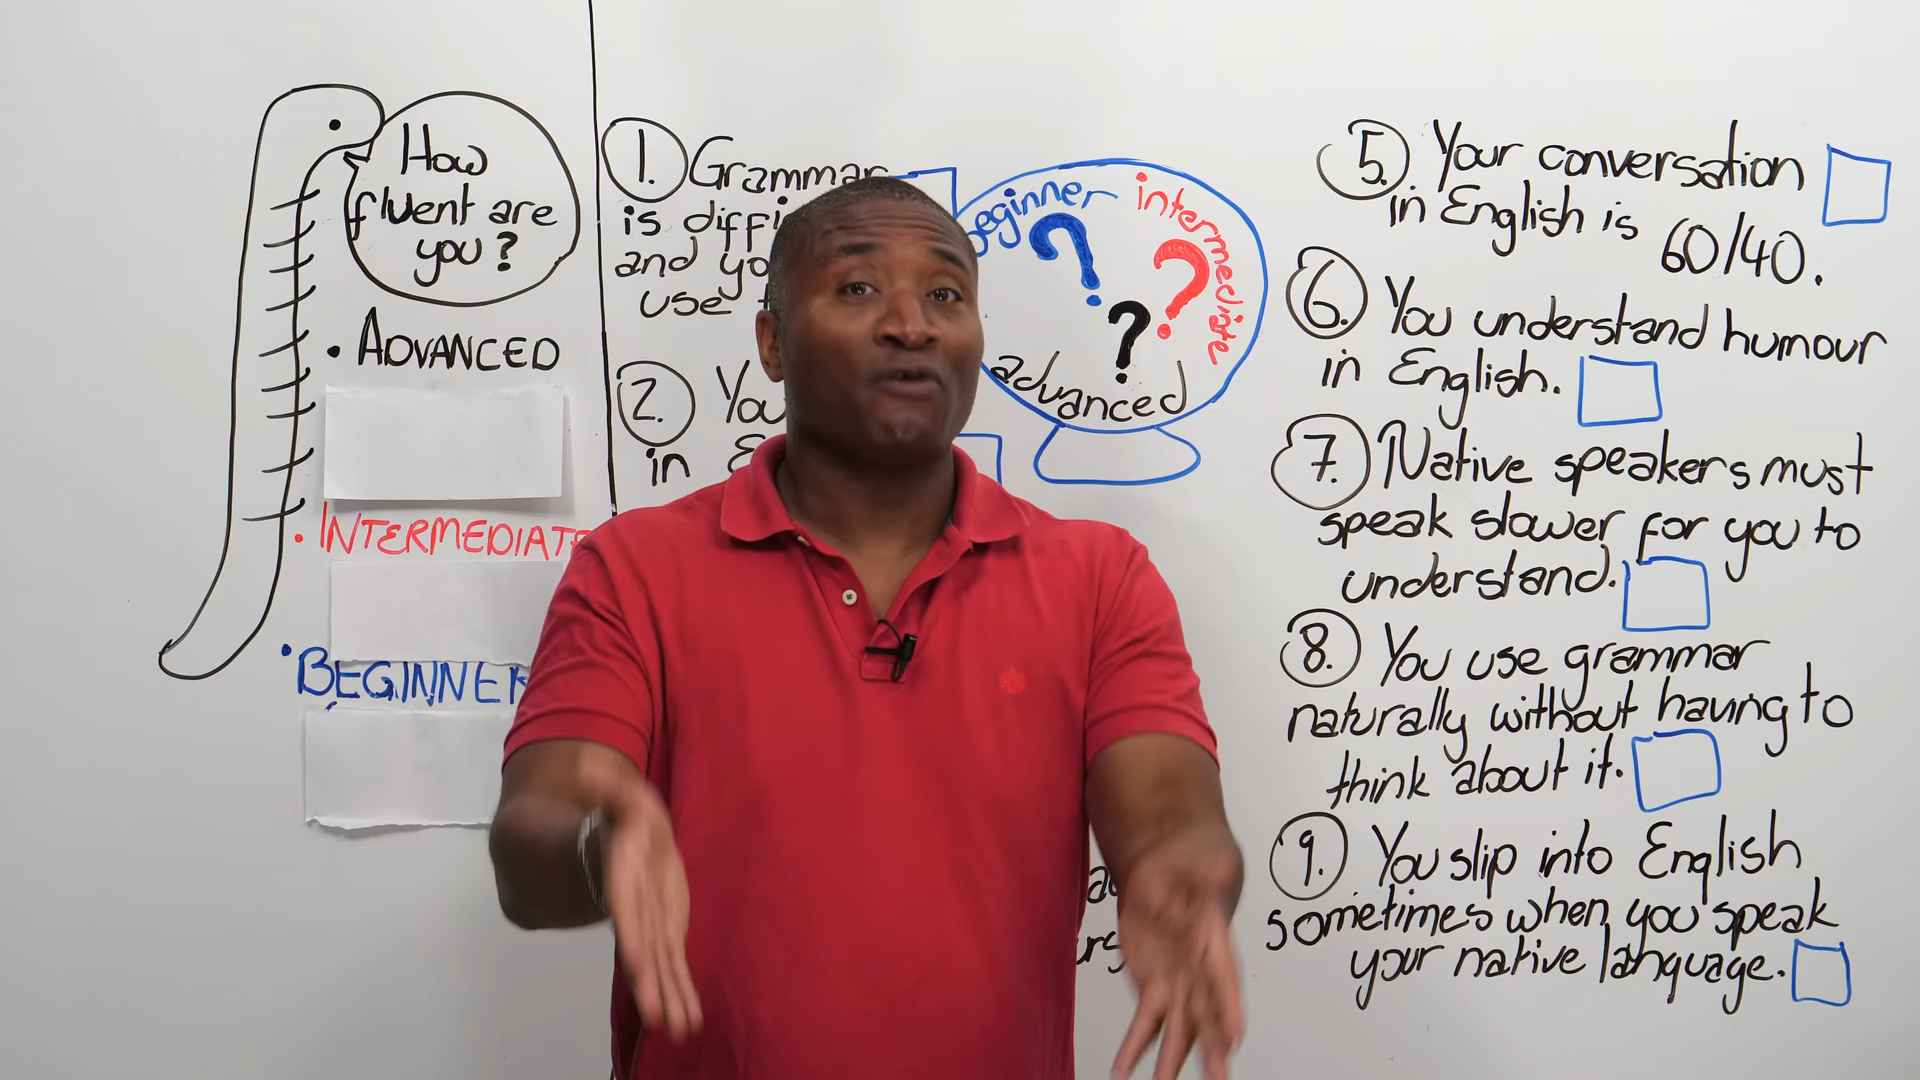 How
fluent are
you?
• ADVANCED
• INTERMEDIATE
• BEGINNER
1. Grammar
is
and
use
2. You
in
beginner
intermediate
advanced
? ? ?
5. Your conversation
in English is 60/40.
6. You understand humour
in English.
7. Native speakers must
speak slower for you to
understand.
8. You use grammar
naturally without having to
think about it.
9. You slip into English
sometimes when you speak
your native language.